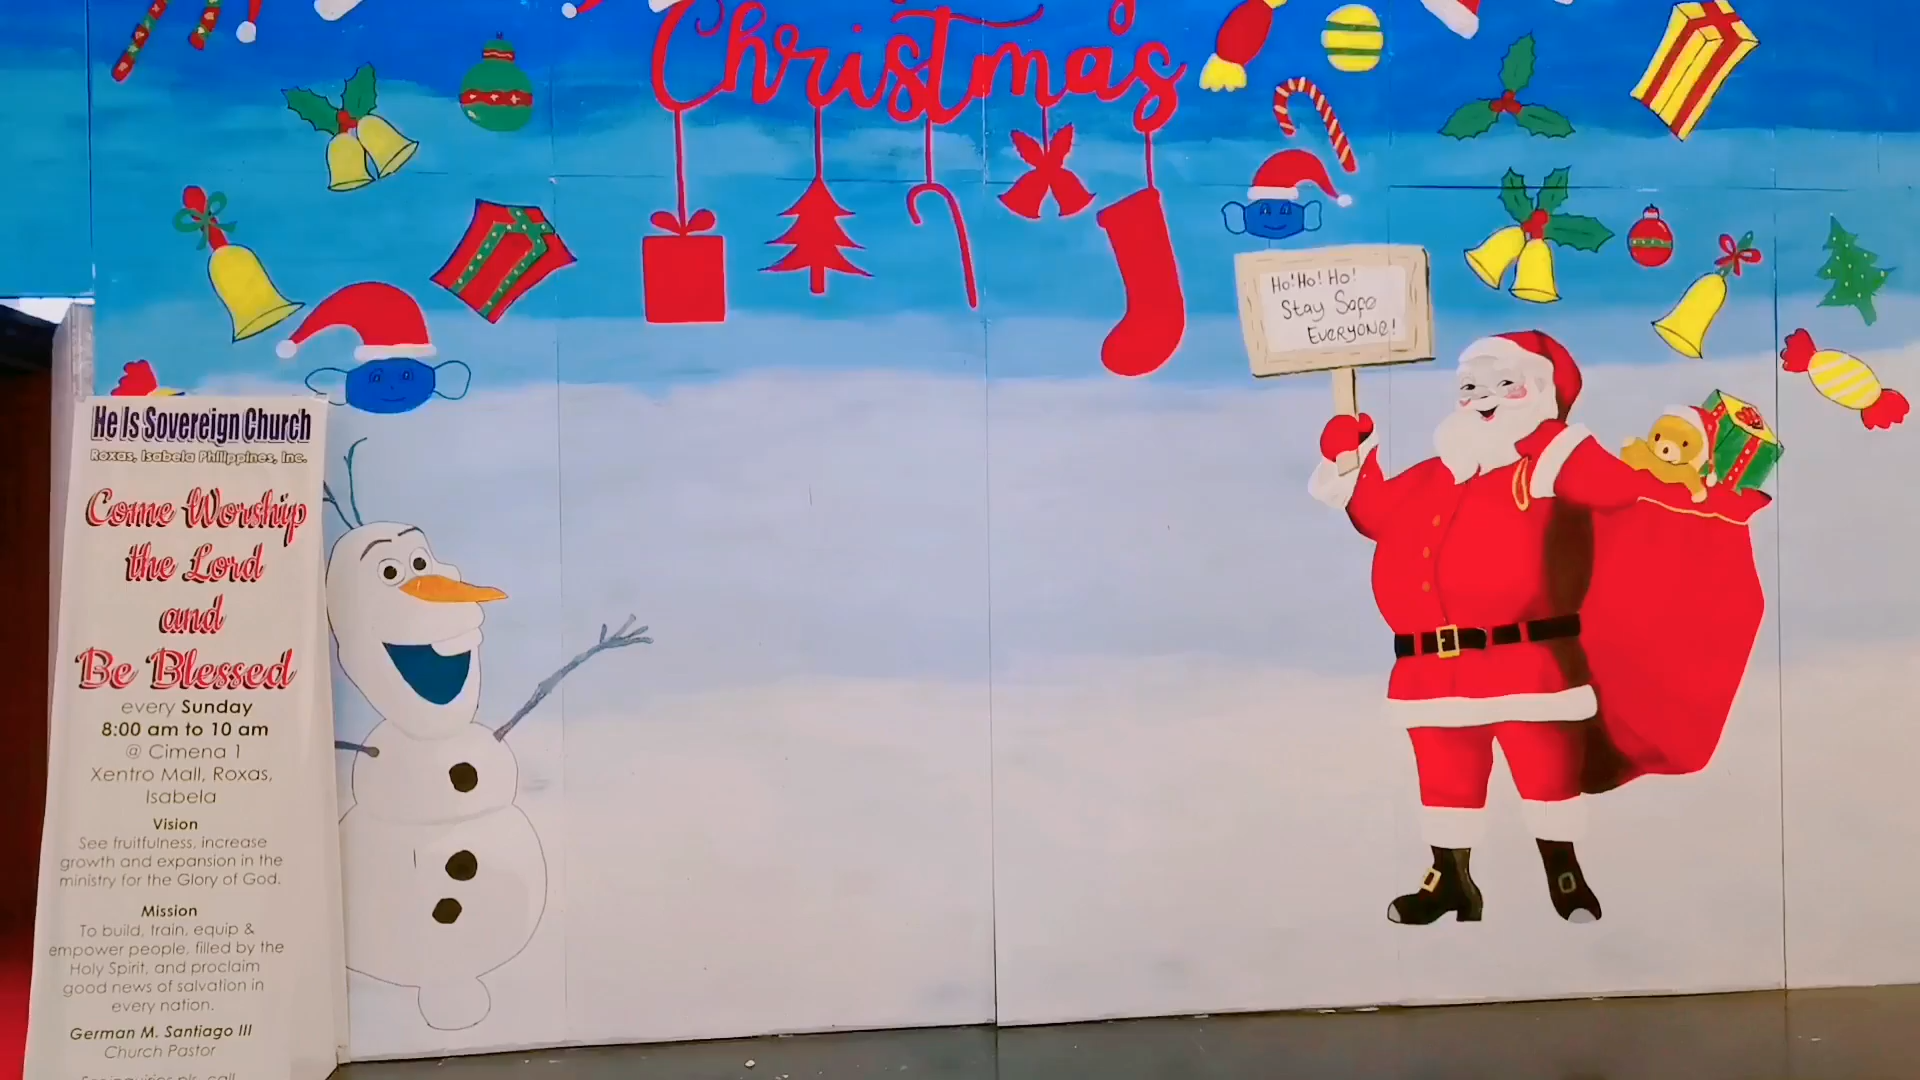 Christmas
Ho! Ho! Ho!
Stay Safe
Everyone!
He Is Sovereign Church
Roxas, Isabela Philippines, Inc.
Come Worship
the Lord
and
Be Blessed
every Sunday
8:00 am to 10 am
@ Cimena 1
Xentro Mall, Roxas,
Isabela
Vision
See fruitfulness, increase
growth and expansion in the
ministry for the Glory of God.
Mission
To build, train, equip &
empower people, filled by the
Holy Spirit, and proclaim
good news of salvation in
every nation.
German M. Santiago III
Church Pastor